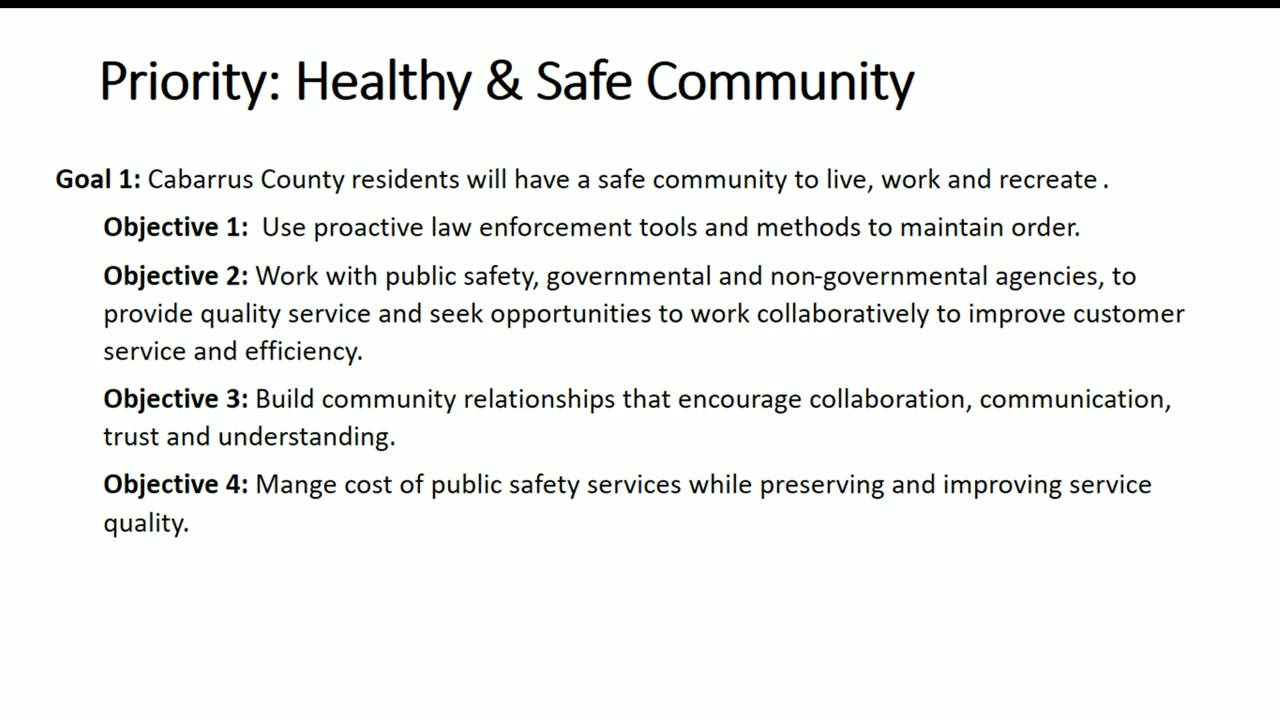 Priority: Healthy & Safe Community
Goal 1: Cabarrus County residents will have a safe community to live, work and recreate .
Objective 1:  Use proactive law enforcement tools and methods to maintain order.
Objective 2: Work with public safety, governmental and non-governmental agencies, to
provide quality service and seek opportunities to work collaboratively to improve customer
service and efficiency.
Objective 3: Build community relationships that encourage collaboration, communication,
trust and understanding.
Objective 4: Mange cost of public safety services while preserving and improving service
quality.